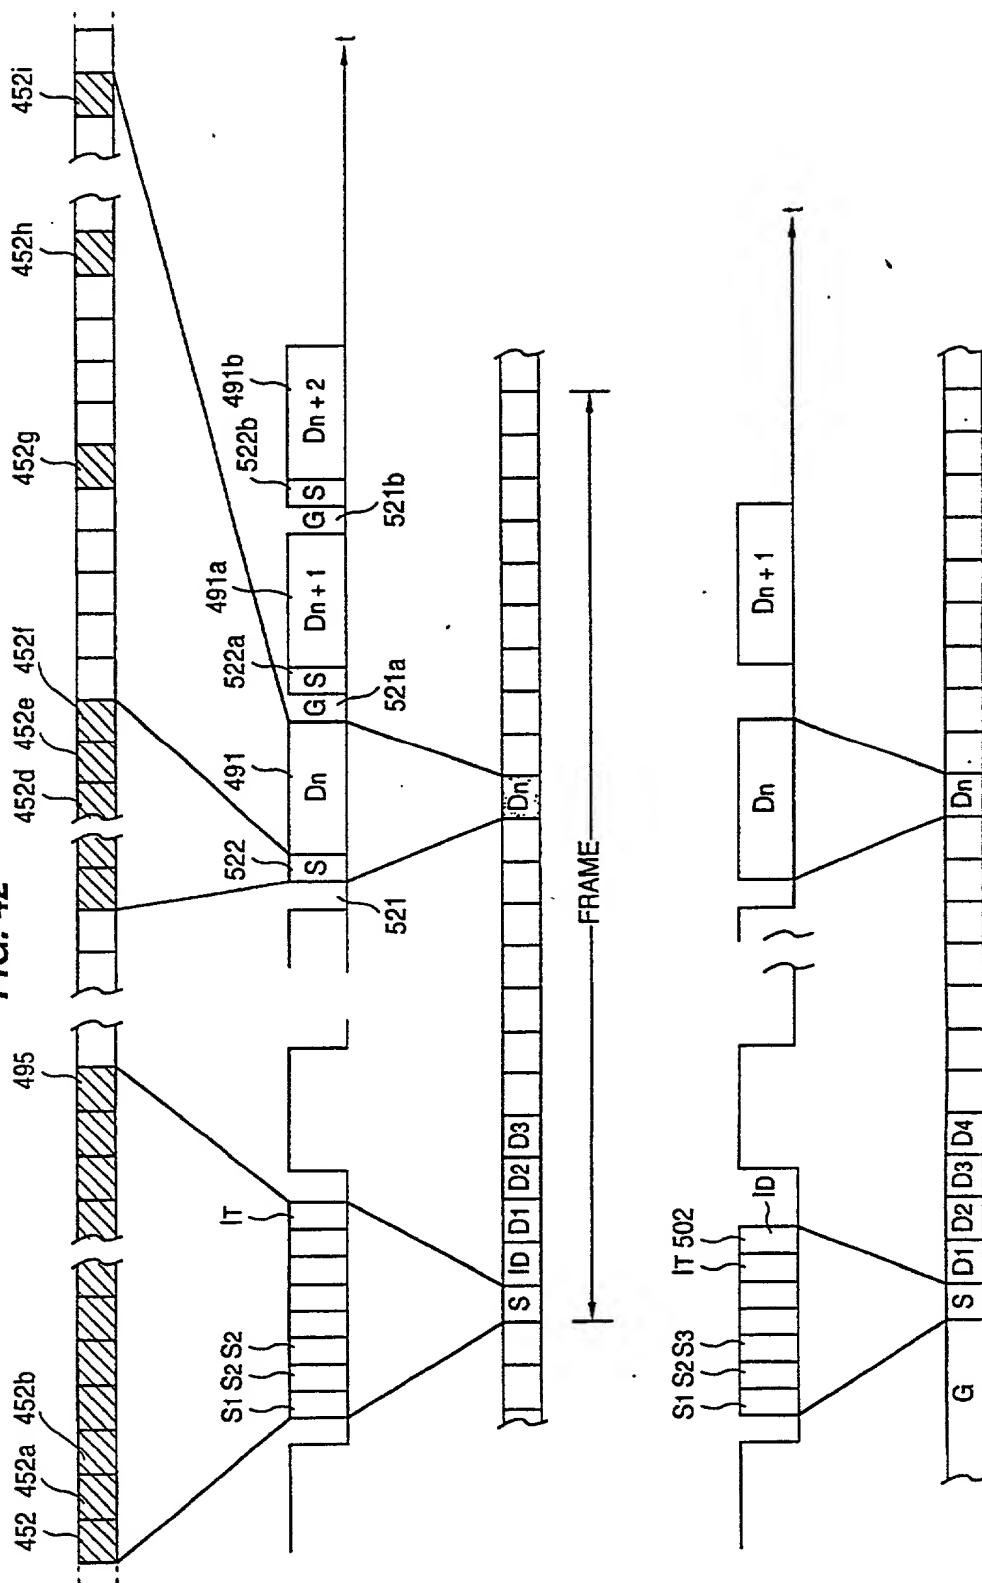 FIG. 42
452 452a 452b 495 452d 452e 452f 452g 452h 452i
S1 S2 S2 IT 521 522 S 491 Dn G S 521a 522a 491a Dn+1 G S 521b 522b 491b Dn+2 t
S ID D1 D2 D3 Dn
FRAME
S1 S2 S3 IT 502 ID Dn Dn+1 t
G S D1 D2 D3 D4 Dn